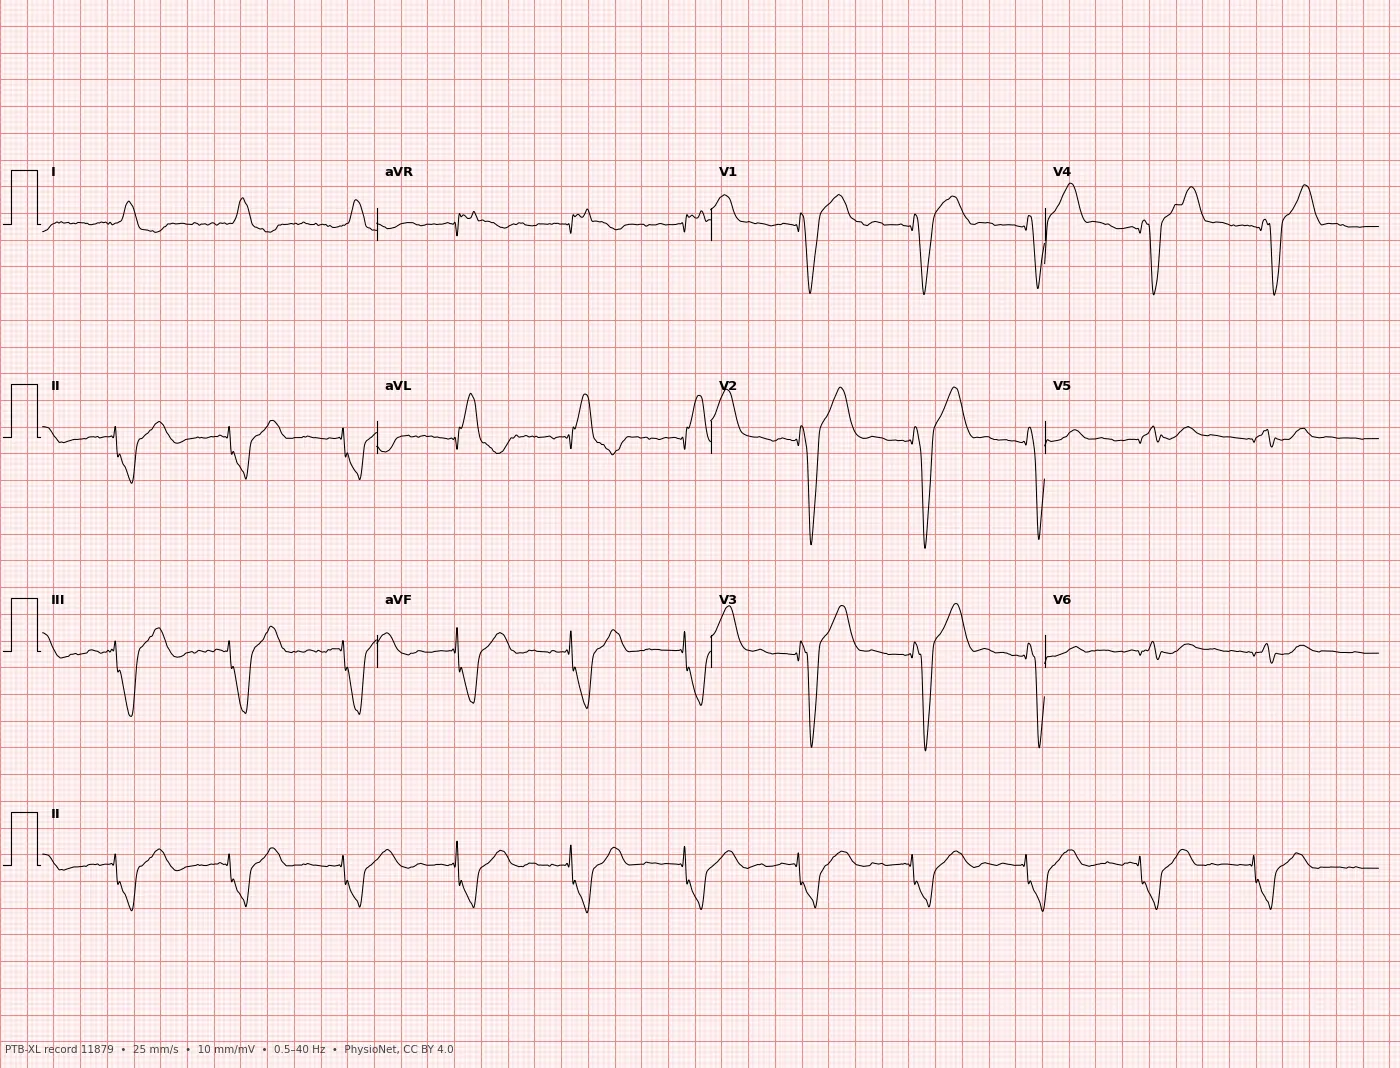 I aVR V1 V4
II aVL V2 V5
III aVF V3 V6
II
PTB-XL record 11879 • 25 mm/s • 10 mm/mV • 0.5–40 Hz • PhysioNet, CC BY 4.0